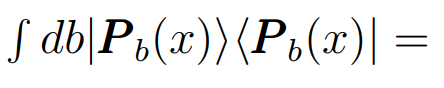 ∫ db|𝑷_b(x)⟩⟨𝑷_b(x)| =